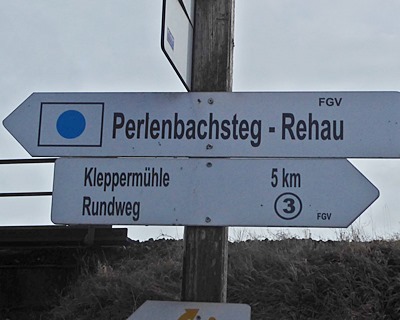 FGV
Perlenbachsteg - Rehau
Kleppermühle 5 km
Rundweg 3 FGV